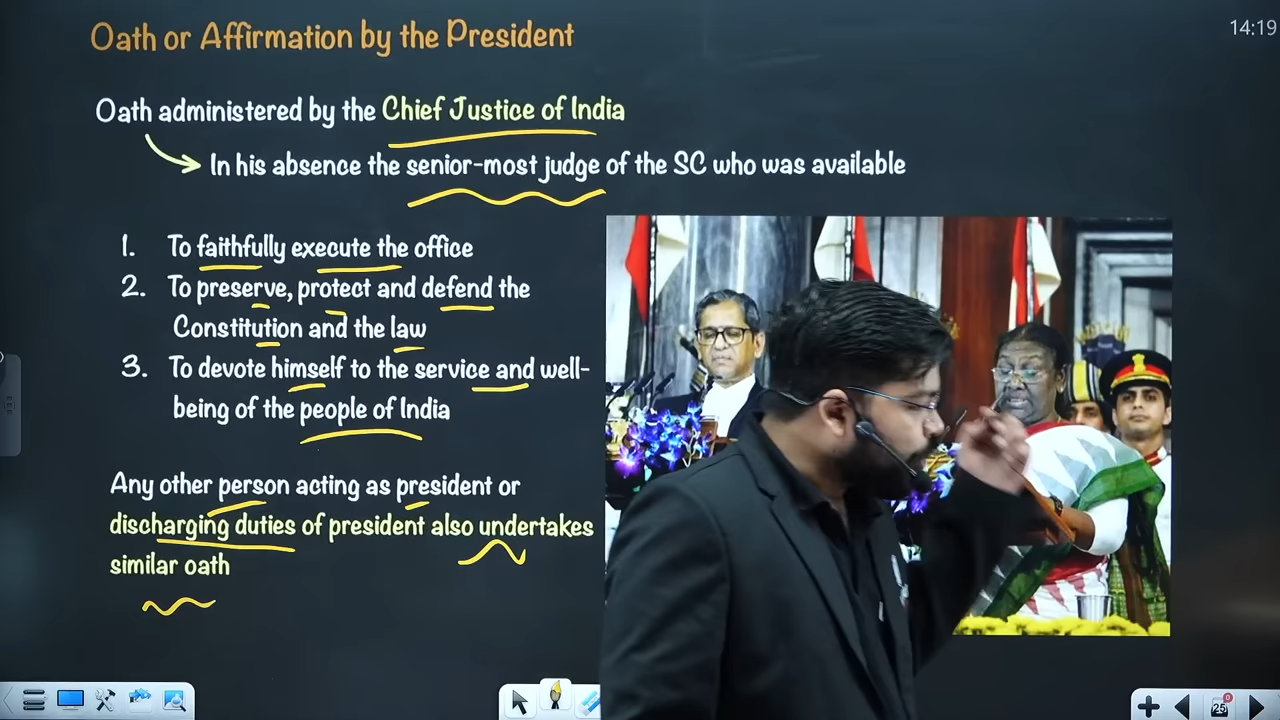 Oath or Affirmation by the President
14:19
Oath administered by the Chief Justice of India
In his absence the senior-most judge of the SC who was available
1. To faithfully execute the office
2. To preserve, protect and defend the
Constitution and the law
3. To devote himself to the service and well-
being of the people of India
Any other person acting as president or
discharging duties of president also undertakes
similar oath
25
0